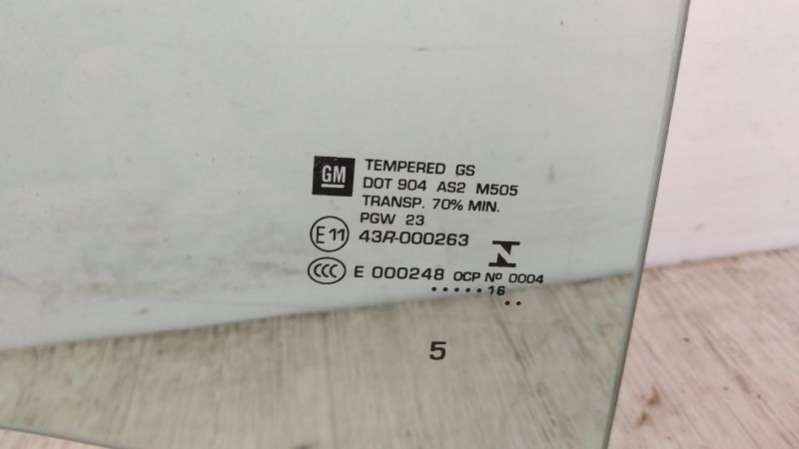 GM
TEMPERED GS
DOT 904 AS2 M505
TRANSP. 70% MIN.
PGW 23
E11 43R-000263
CCC E 000248 OCP Nº 0004
.....16
..
5